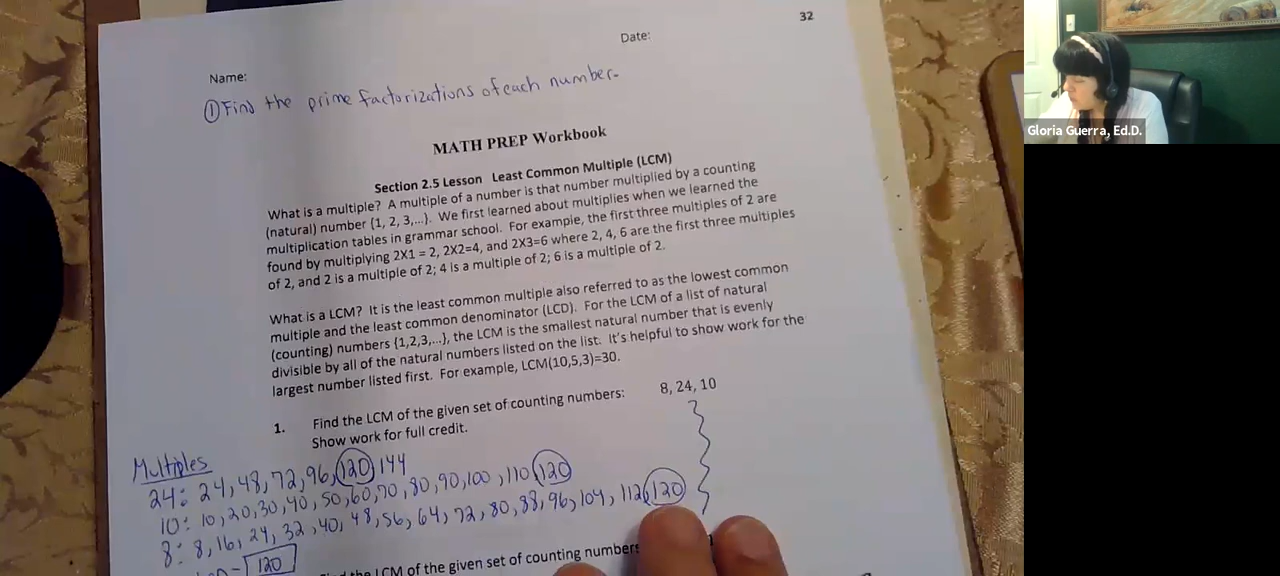 32
Date:
Name:
① Find the prime factorizations of each number.
MATH PREP Workbook
Section 2.5 Lesson Least Common Multiple (LCM)
What is a multiple? A multiple of a number is that number multiplied by a counting
(natural) number {1, 2, 3,...}. We first learned about multiplies when we learned the
multiplication tables in grammar school. For example, the first three multiples of 2 are
found by multiplying 2X1 = 2, 2X2=4, and 2X3=6 where 2, 4, 6 are the first three multiples
of 2, and 2 is a multiple of 2; 4 is a multiple of 2; 6 is a multiple of 2.
What is a LCM? It is the least common multiple also referred to as the lowest common
multiple and the least common denominator (LCD). For the LCM of a list of natural
(counting) numbers {1,2,3,...}, the LCM is the smallest natural number that is evenly
divisible by all of the natural numbers listed on the list. It's helpful to show work for the
largest number listed first. For example, LCM(10,5,3)=30.
1. Find the LCM of the given set of counting numbers: 8, 24, 10
Show work for full credit.
Multiples
24: 24, 48, 72, 96, 120, 144
10: 10, 20, 30, 40, 50, 60, 70, 80, 90, 100, 110, 120
8: 8, 16, 24, 32, 40, 48, 56, 64, 72, 80, 88, 96, 104, 112, 120
120
the LCM of the given set of counting numbers
Gloria Guerra, Ed.D.